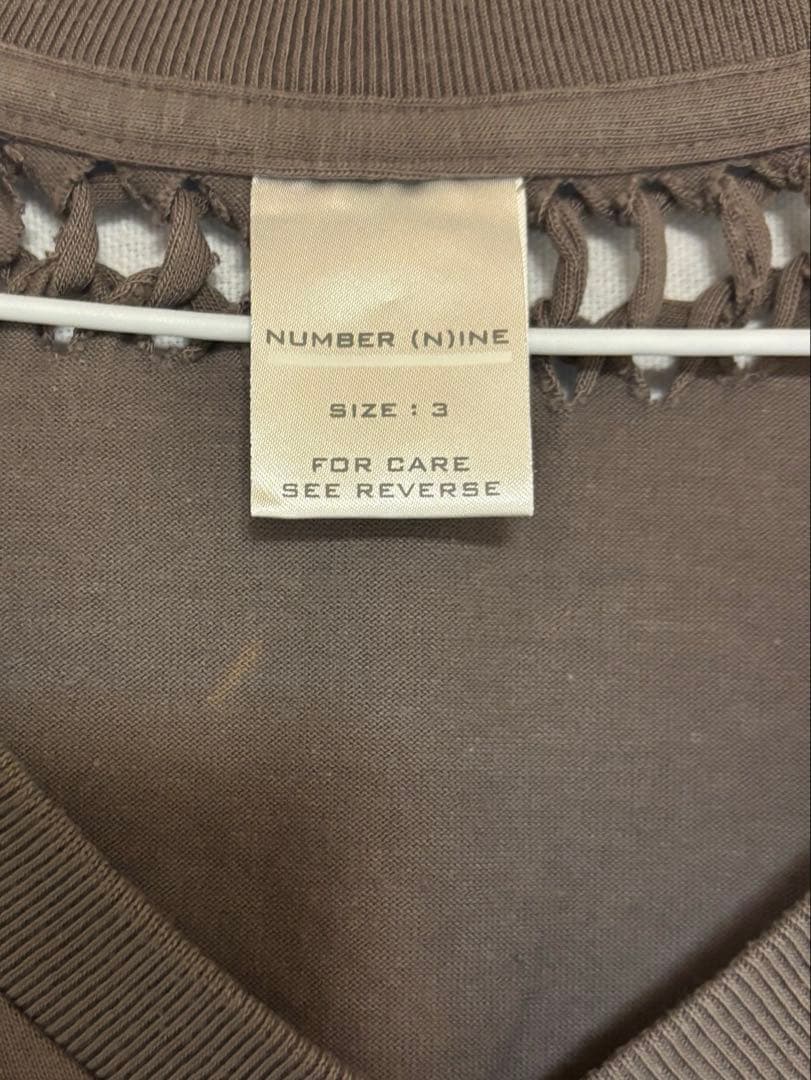 NUMBER (N)INE
SIZE : 3
FOR CARE
SEE REVERSE